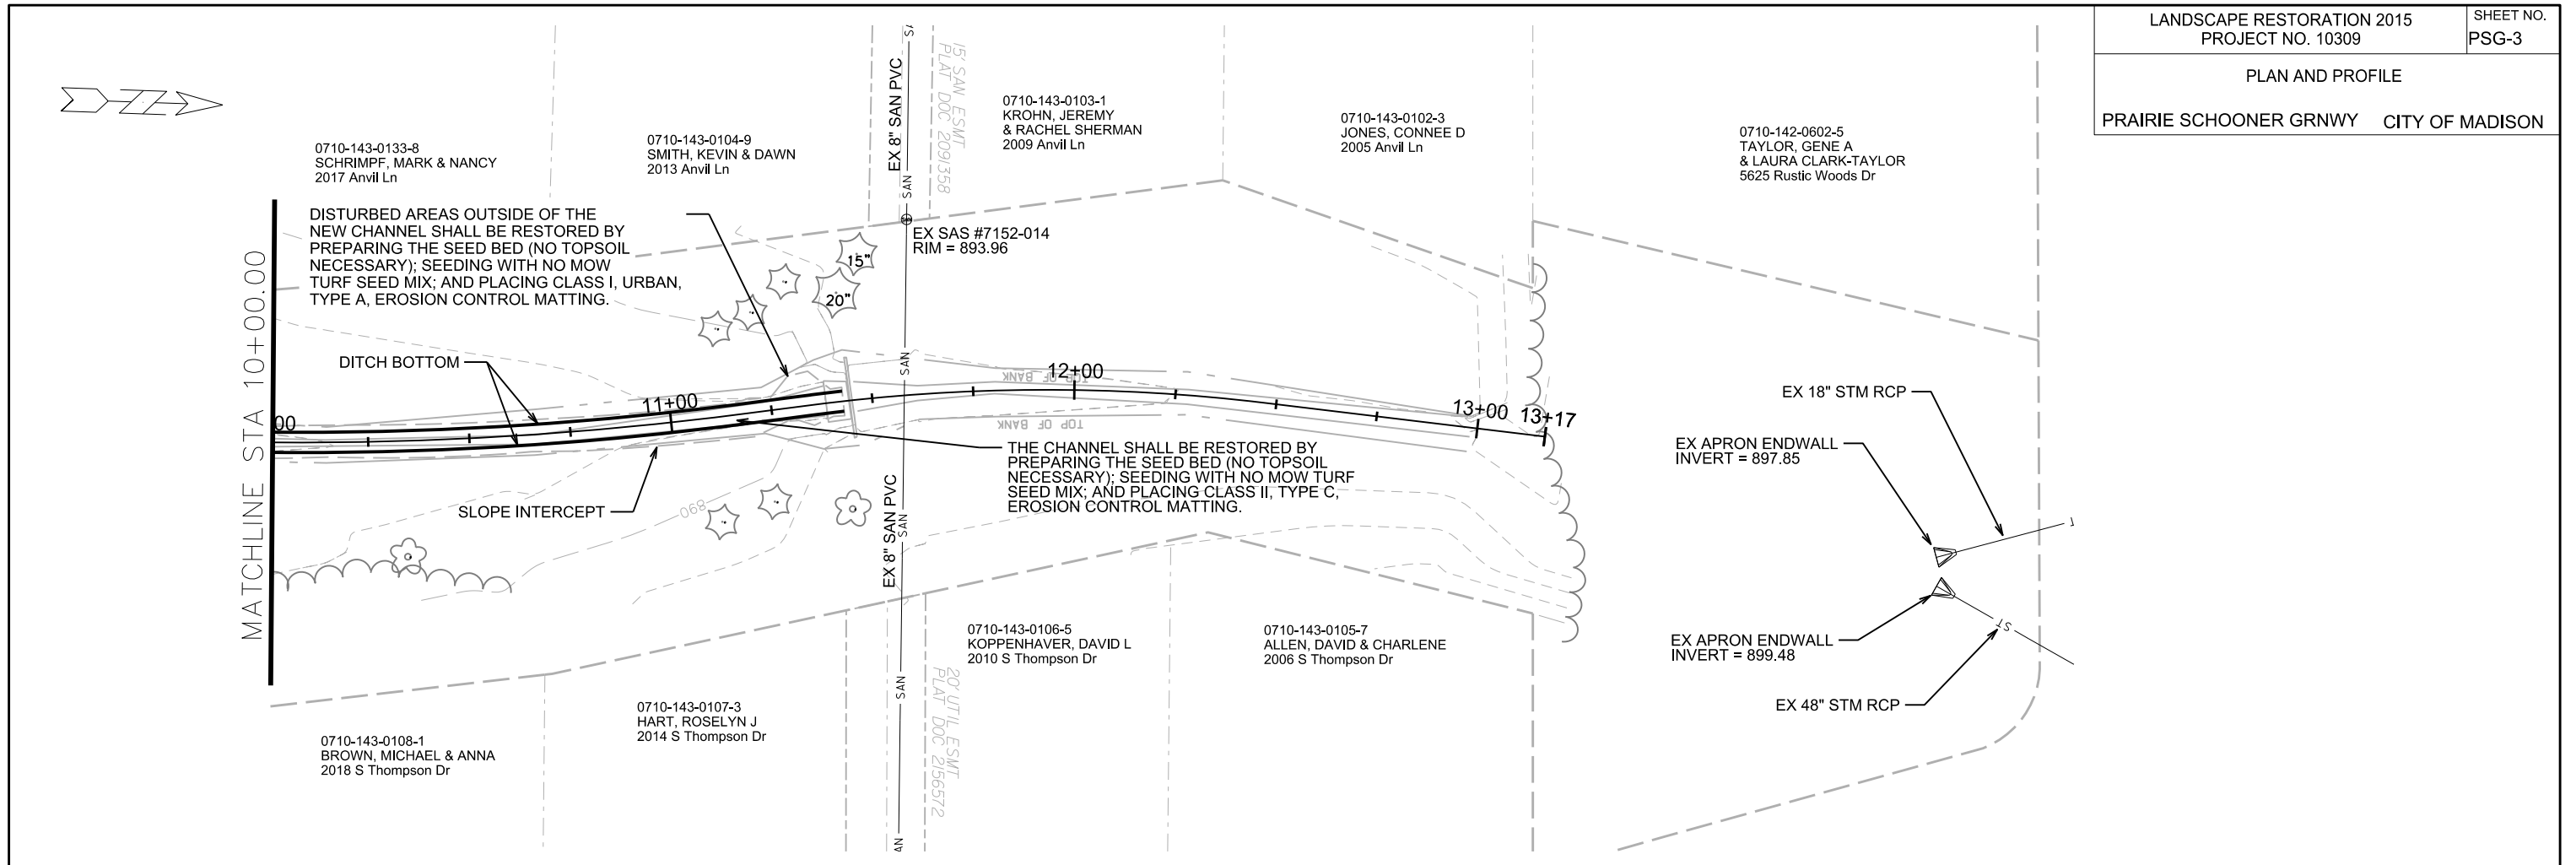 LANDSCAPE RESTORATION 2015
PROJECT NO. 10309
SHEET NO.
PSG-3
PLAN AND PROFILE
PRAIRIE SCHOONER GRNWY CITY OF MADISON
0710-143-0133-8
SCHRIMPF, MARK & NANCY
2017 Anvil Ln
0710-143-0104-9
SMITH, KEVIN & DAWN
2013 Anvil Ln
EX 8" SAN PVC
SAN
15' SAN ESMT
PLAT DOC 2091358
0710-143-0103-1
KROHN, JEREMY
& RACHEL SHERMAN
2009 Anvil Ln
0710-143-0102-3
JONES, CONNEE D
2005 Anvil Ln
0710-142-0602-5
TAYLOR, GENE A
& LAURA CLARK-TAYLOR
5625 Rustic Woods Dr
DISTURBED AREAS OUTSIDE OF THE
NEW CHANNEL SHALL BE RESTORED BY
PREPARING THE SEED BED (NO TOPSOIL
NECESSARY); SEEDING WITH NO MOW
TURF SEED MIX; AND PLACING CLASS I, URBAN,
TYPE A, EROSION CONTROL MATTING.
EX SAS #7152-014
RIM = 893.96
15"
20"
MATCHLINE STA 10+00.00
DITCH BOTTOM
SAN
00
11+00
12+00
TOP OF BANK
13+00
13+17
TOP OF BANK
THE CHANNEL SHALL BE RESTORED BY
PREPARING THE SEED BED (NO TOPSOIL
NECESSARY); SEEDING WITH NO MOW TURF
SEED MIX; AND PLACING CLASS II, TYPE C,
EROSION CONTROL MATTING.
SLOPE INTERCEPT
890
EX 8" SAN PVC
SAN
EX 18" STM RCP
EX APRON ENDWALL
INVERT = 897.85
EX APRON ENDWALL
INVERT = 899.48
ST
EX 48" STM RCP
0710-143-0106-5
KOPPENHAVER, DAVID L
2010 S Thompson Dr
0710-143-0105-7
ALLEN, DAVID & CHARLENE
2006 S Thompson Dr
SAN
20' UTIL ESMT
PLAT DOC 2156572
0710-143-0107-3
HART, ROSELYN J
2014 S Thompson Dr
0710-143-0108-1
BROWN, MICHAEL & ANNA
2018 S Thompson Dr